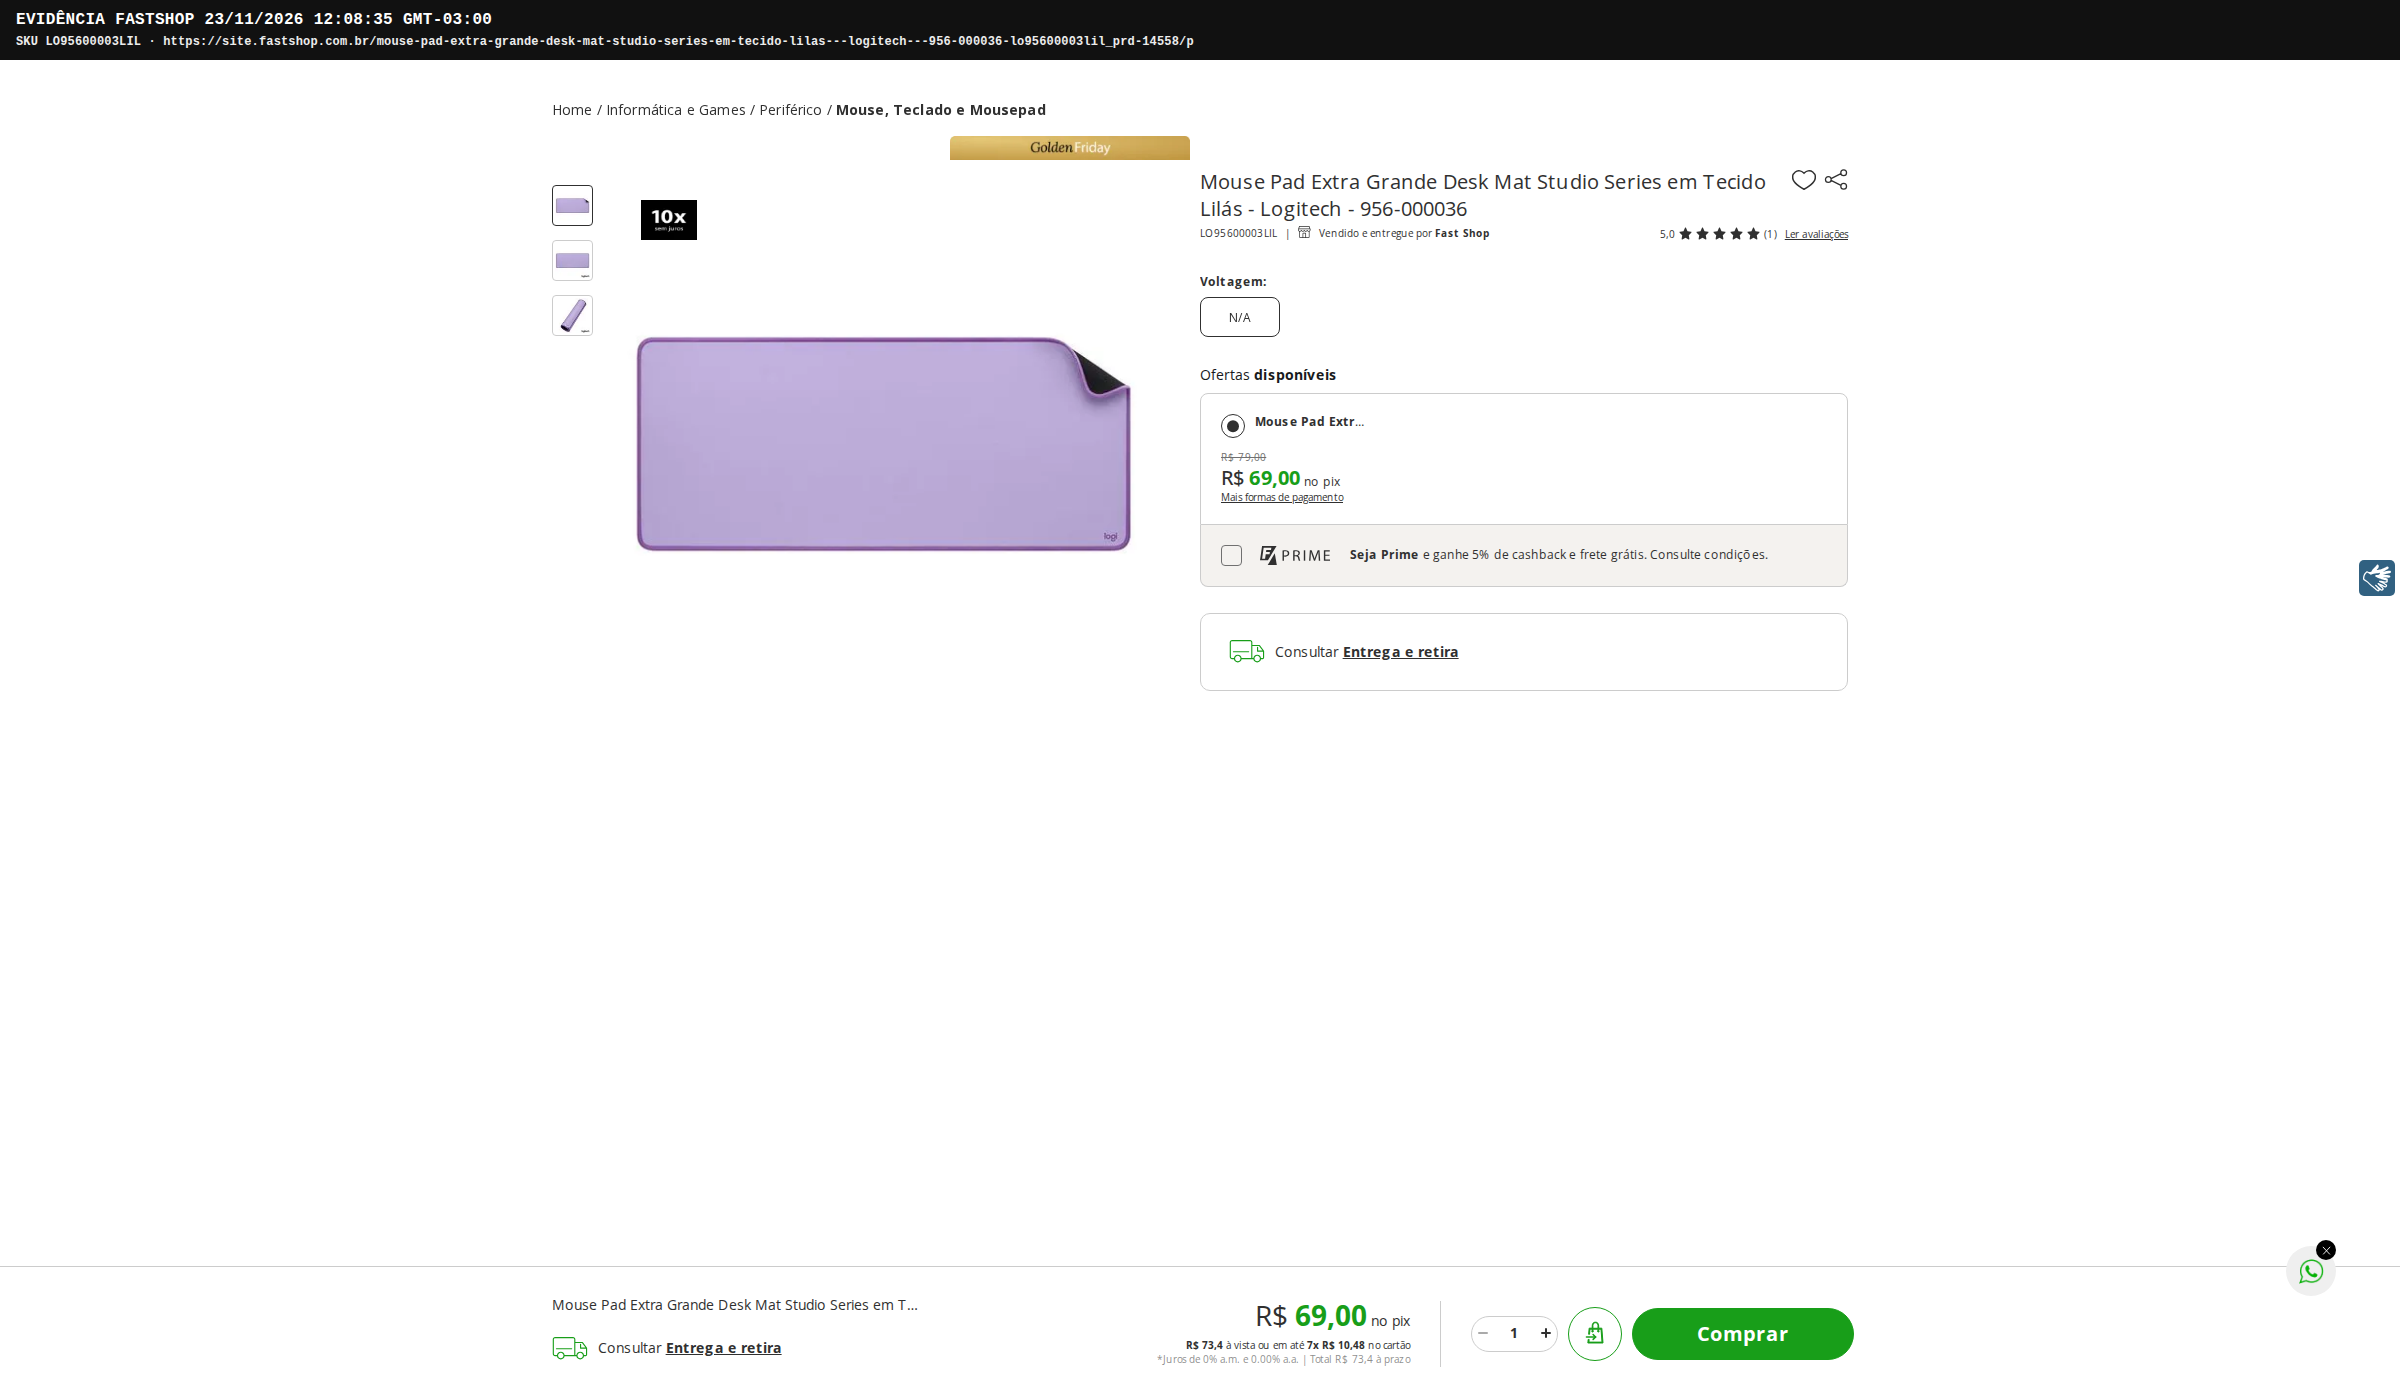 EVIDÊNCIA FASTSHOP 23/11/2026 12:08:35 GMT-03:00
SKU LO95600003LIL · https://site.fastshop.com.br/mouse-pad-extra-grande-desk-mat-studio-series-em-tecido-lilas---logitech---956-000036-lo95600003lil_prd-14558/p
Home / Informática e Games / Periférico / Mouse, Teclado e Mousepad
Golden Friday
10x
sem juros
logi
Mouse Pad Extra Grande Desk Mat Studio Series em Tecido
Lilás - Logitech - 956-000036
LO95600003LIL | Vendido e entregue por Fast Shop
5,0 (1) Ler avaliações
Voltagem:
N/A
Ofertas disponíveis
Mouse Pad Extr...
R$ 79,00
R$ 69,00 no pix
Mais formas de pagamento
PRIME Seja Prime e ganhe 5% de cashback e frete grátis. Consulte condições.
Consultar Entrega e retira
Mouse Pad Extra Grande Desk Mat Studio Series em T...
Consultar Entrega e retira
R$ 69,00 no pix
R$ 73,4 à vista ou em até 7x R$ 10,48 no cartão
*Juros de 0% a.m. e 0.00% a.a. | Total R$ 73,4 à prazo
1
Comprar